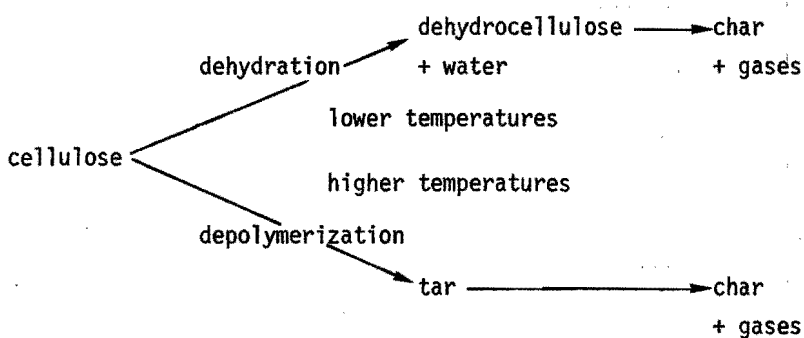 dehydrocellulose char
dehydration + water + gases
lower temperatures
cellulose
higher temperatures
depolymerization
tar char
+ gases